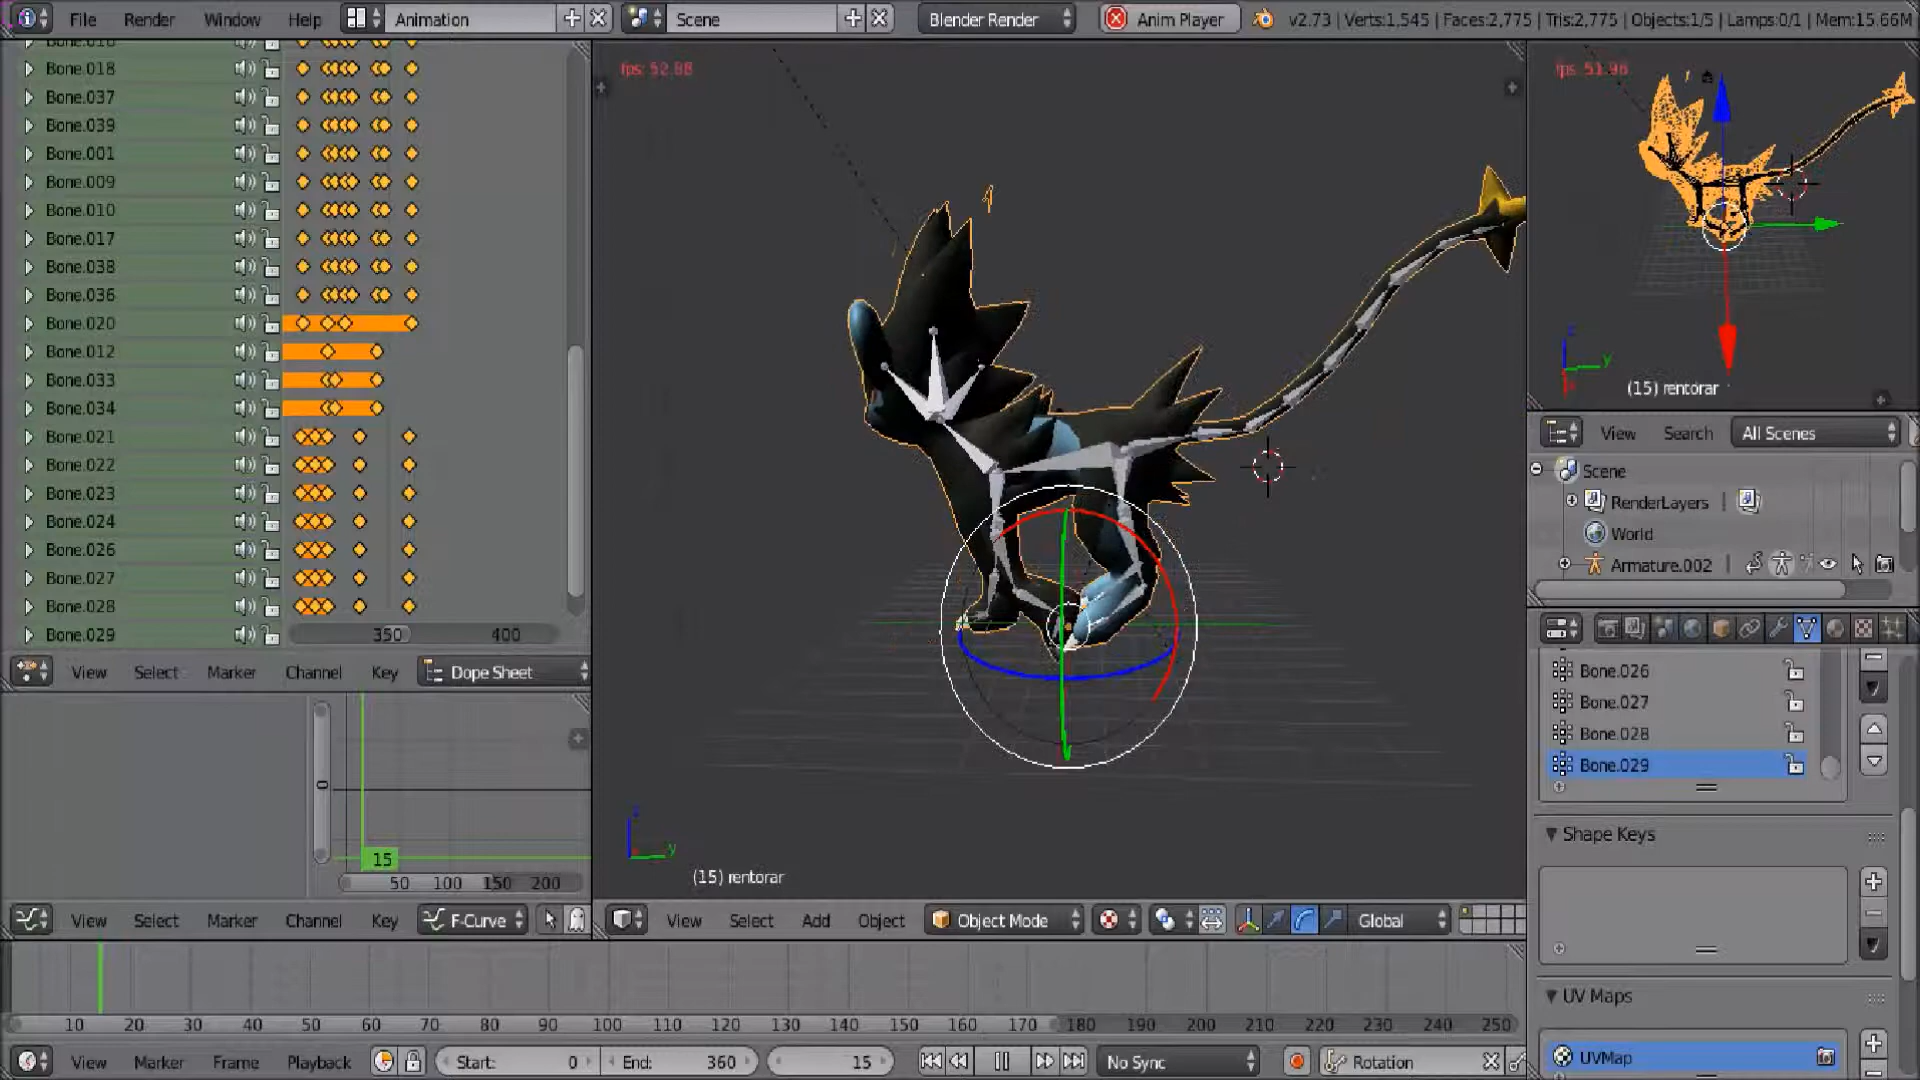 File Render Window Help Animation Scene Blender Render Anim Player v2.73 | Verts:1,545 | Faces:2,775 | Tris:2,775 | Objects:1/5 | Lamps:0/1 | Mem:15.66M
Bone.016
Bone.018
Bone.037
Bone.039
Bone.001
Bone.009
Bone.010
Bone.017
Bone.038
Bone.036
Bone.020
Bone.012
Bone.033
Bone.034
Bone.021
Bone.022
Bone.023
Bone.024
Bone.026
Bone.027
Bone.028
Bone.029
350 400
View Select Marker Channel Key Dope Sheet
0
15
50 100 150 200
View Select Marker Channel Key F-Curve
fps: 52.88
y
(15) rentorar
View Select Add Object Object Mode Global
fps: 51.96
y
(15) rentorar
View Search All Scenes
Scene
RenderLayers |
World
Armature.002
Bone.026
Bone.027
Bone.028
Bone.029
Shape Keys
UV Maps
UVMap
10 20 30 40 50 60 70 80 90 100 110 120 130 140 150 160 170 180 190 200 210 220 230 240 250
View Marker Frame Playback Start: 0 End: 360 15 No Sync Rotation